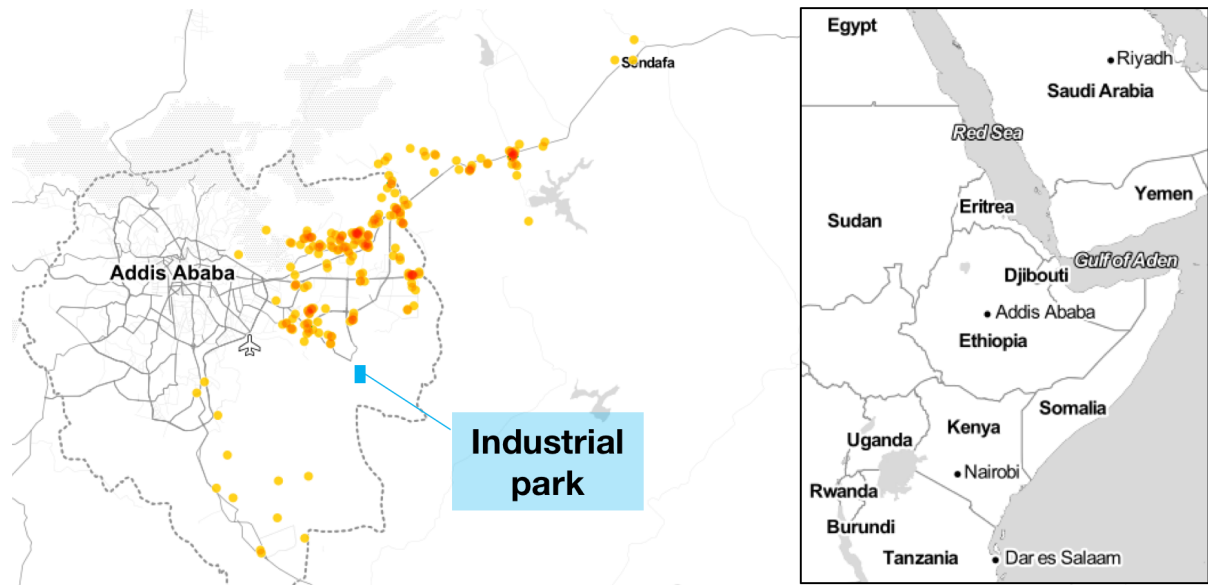 Sendafa
Addis Ababa
Industrial
park
Egypt
Riyadh
Saudi Arabia
Red Sea
Yemen
Eritrea
Sudan
Gulf of Aden
Djibouti
Addis Ababa
Ethiopia
Somalia
Kenya
Uganda
Nairobi
Rwanda
Burundi
Tanzania
Dar es Salaam